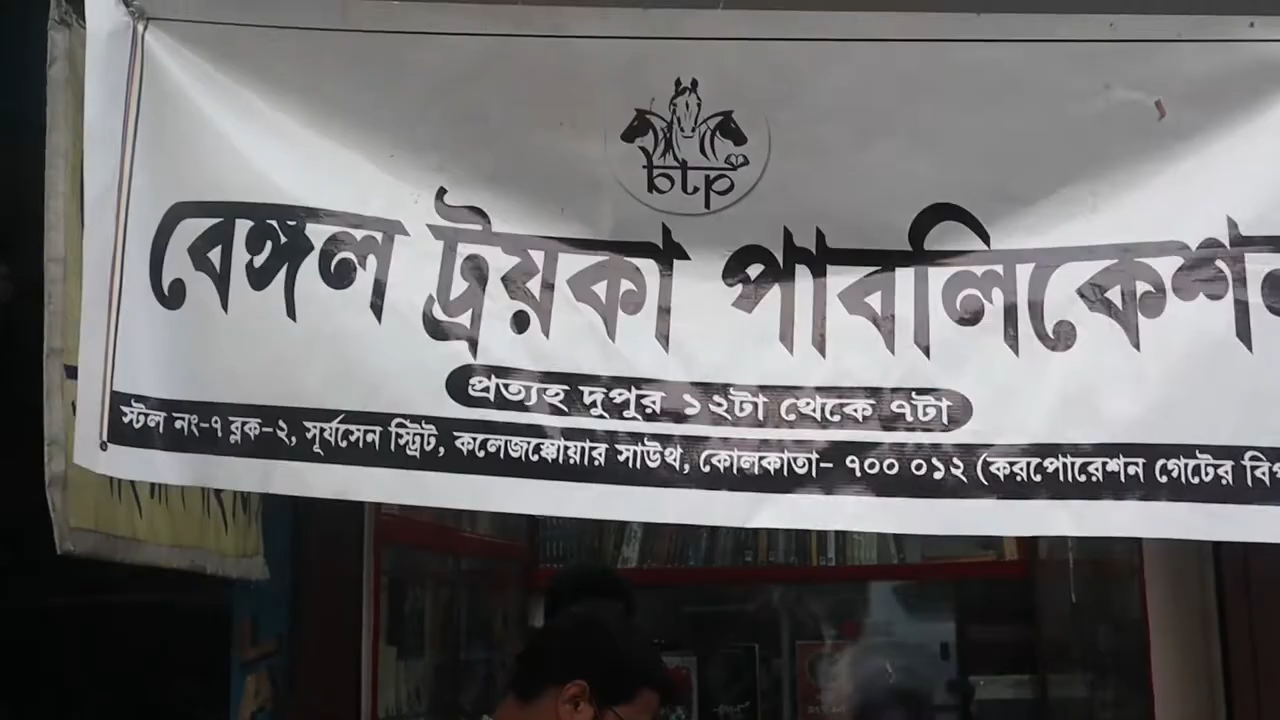 btp
বেঙ্গল ট্রয়কা পাবলিকেশন
প্রত্যহ দুপুর ১২টা থেকে ৭টা
স্টল নং-৭ ব্লক-২, সূর্যসেন স্ট্রিট, কলেজস্কোয়ার সাউথ, কোলকাতা- ৭০০ ০১২ (করপোরেশন গেটের